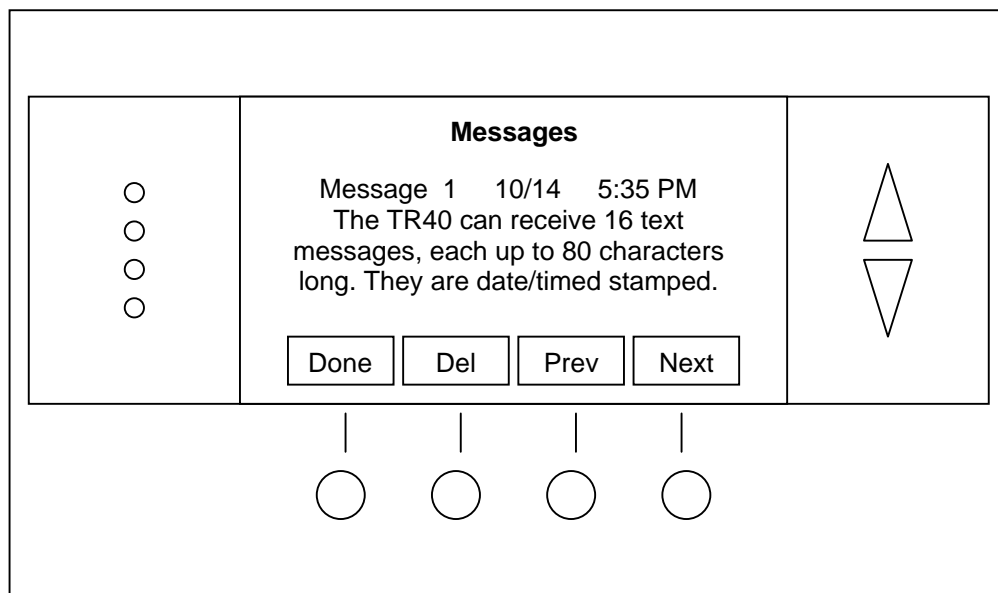 Messages
Message 1 10/14 5:35 PM
The TR40 can receive 16 text
messages, each up to 80 characters
long. They are date/timed stamped.
Done Del Prev Next